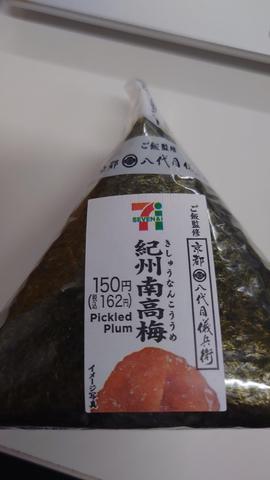 ご飯監修
京都 八代目儀
7
SEVEN&i
150円
(税込162円)
Pickled
Plum
きしゅうなんこううめ
紀州南高梅
ご飯監修
京都 八代目儀兵衛
イメージ写真